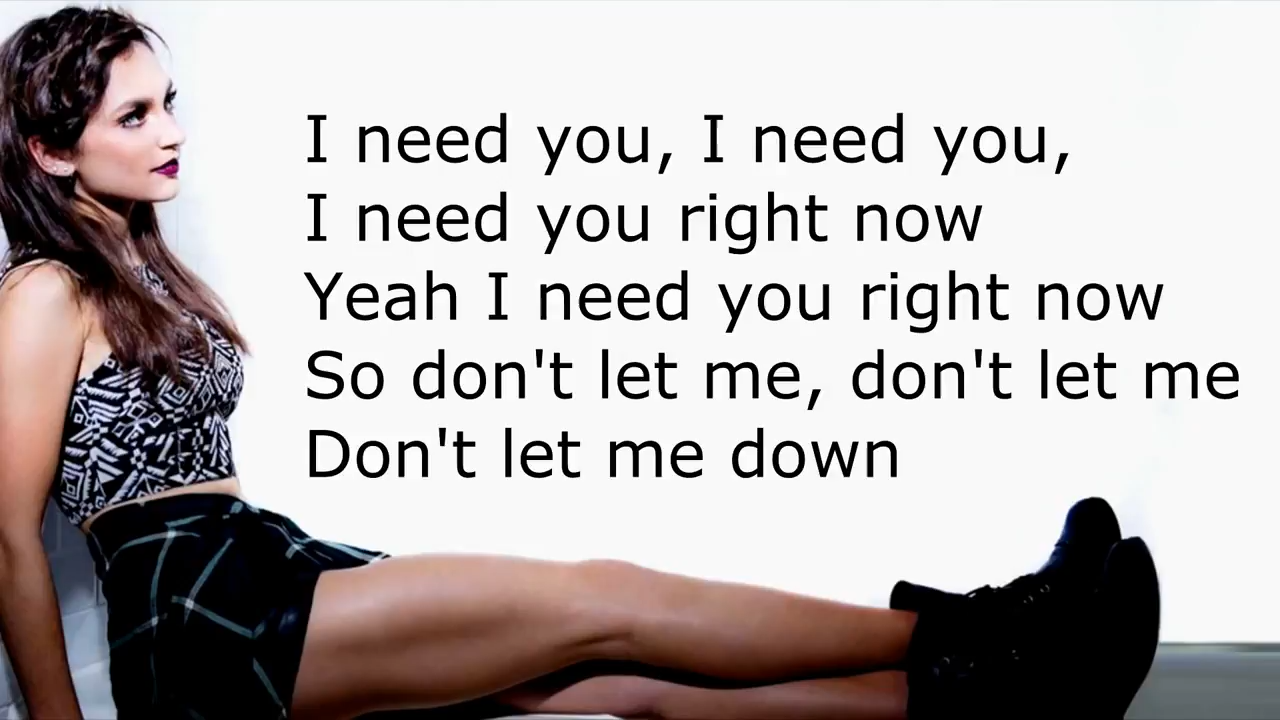 I need you, I need you,
I need you right now
Yeah I need you right now
So don't let me, don't let me
Don't let me down